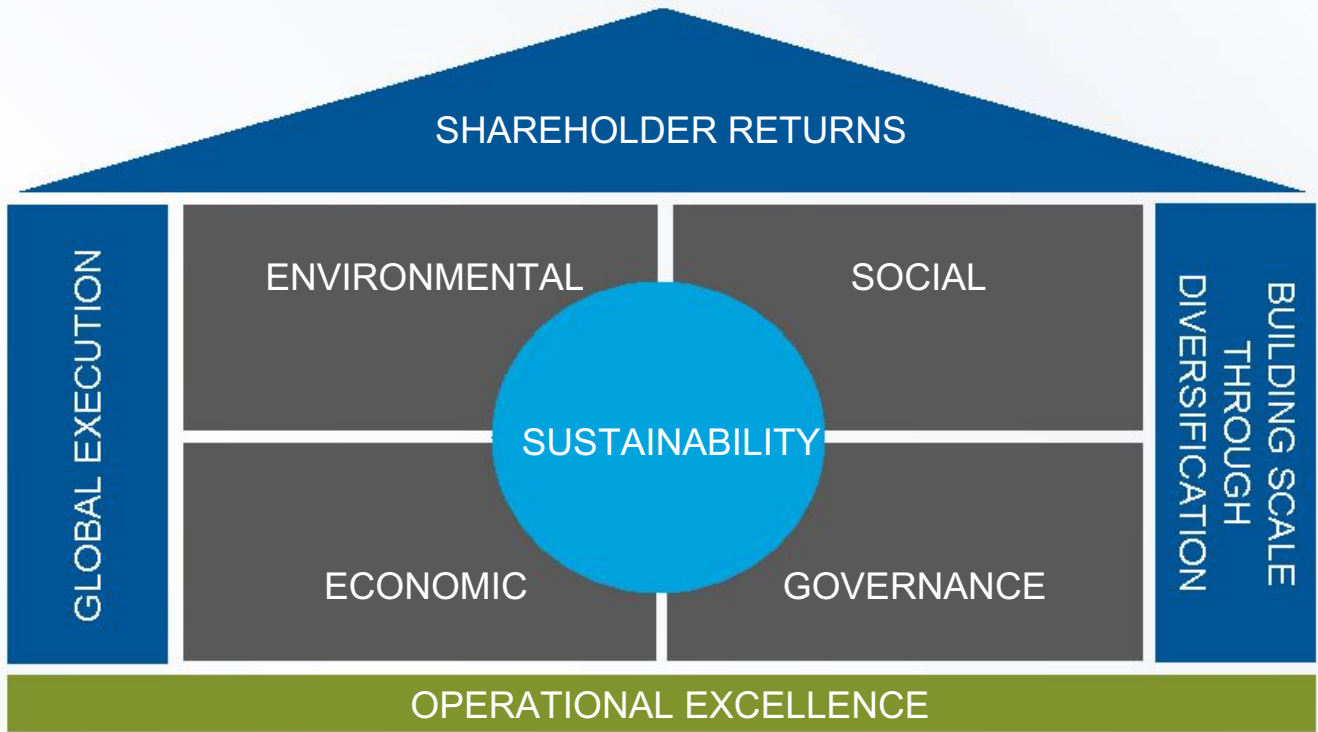 SHAREHOLDER RETURNS
GLOBAL EXECUTION
ENVIRONMENTAL
SOCIAL
SUSTAINABILITY
ECONOMIC
GOVERNANCE
BUILDING SCALE
THROUGH
DIVERSIFICATION
OPERATIONAL EXCELLENCE